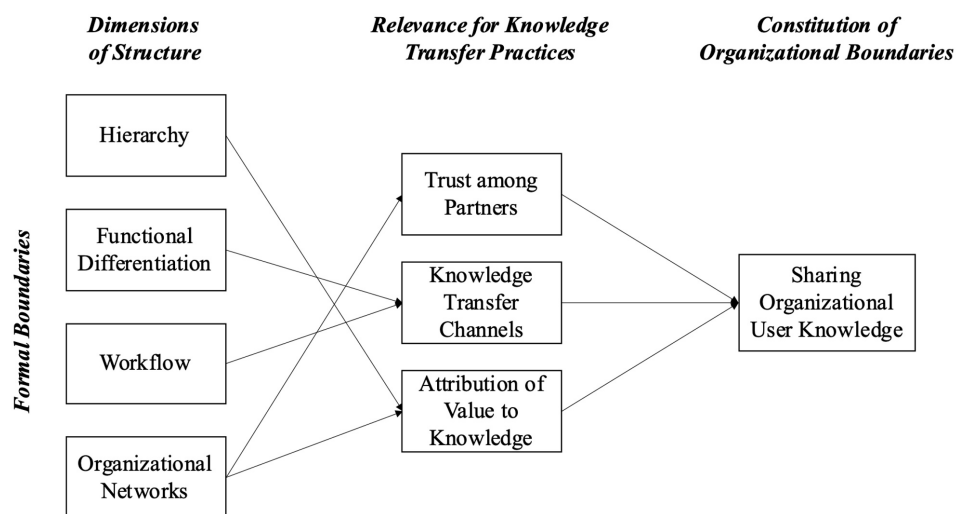 Dimensions
of Structure
Relevance for Knowledge
Transfer Practices
Constitution of
Organizational Boundaries
Formal Boundaries
Hierarchy
Functional
Differentiation
Workflow
Organizational
Networks
Trust among
Partners
Knowledge
Transfer
Channels
Attribution of
Value to
Knowledge
Sharing
Organizational
User Knowledge